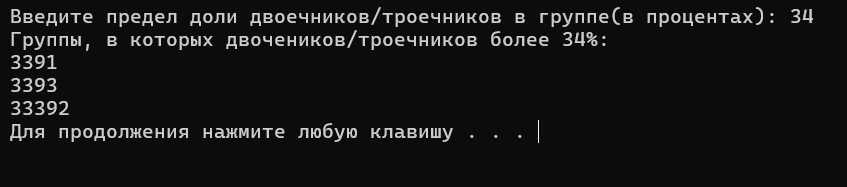 Введите предел доли двоечников/троечников в группе(в процентах): 34
Группы, в которых двочеников/троечников более 34%:
3391
3393
33392
Для продолжения нажмите любую клавишу . . .